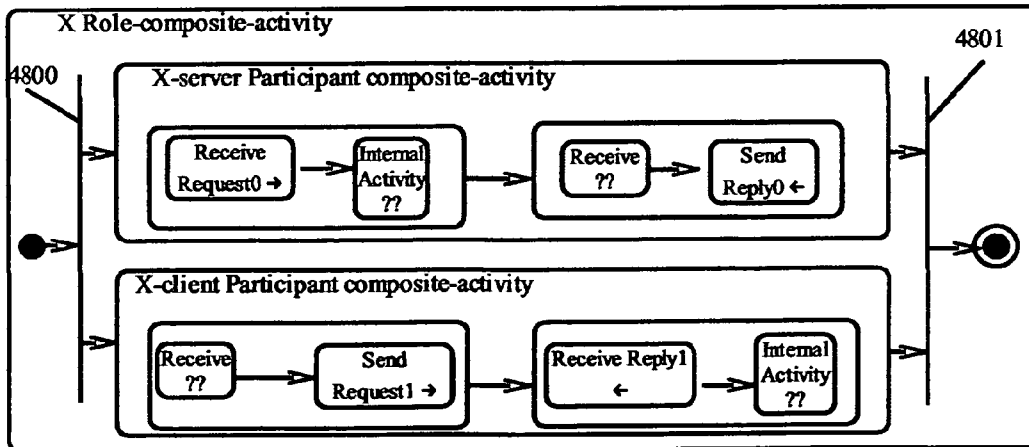 X Role-composite-activity
4801
4800
X-server Participant composite-activity
Receive
Request0 →
Internal
Activity
??
Receive
??
Send
Reply0 ←
X-client Participant composite-activity
Receive
??
Send
Request1 →
Receive Reply1
←
Internal
Activity
??